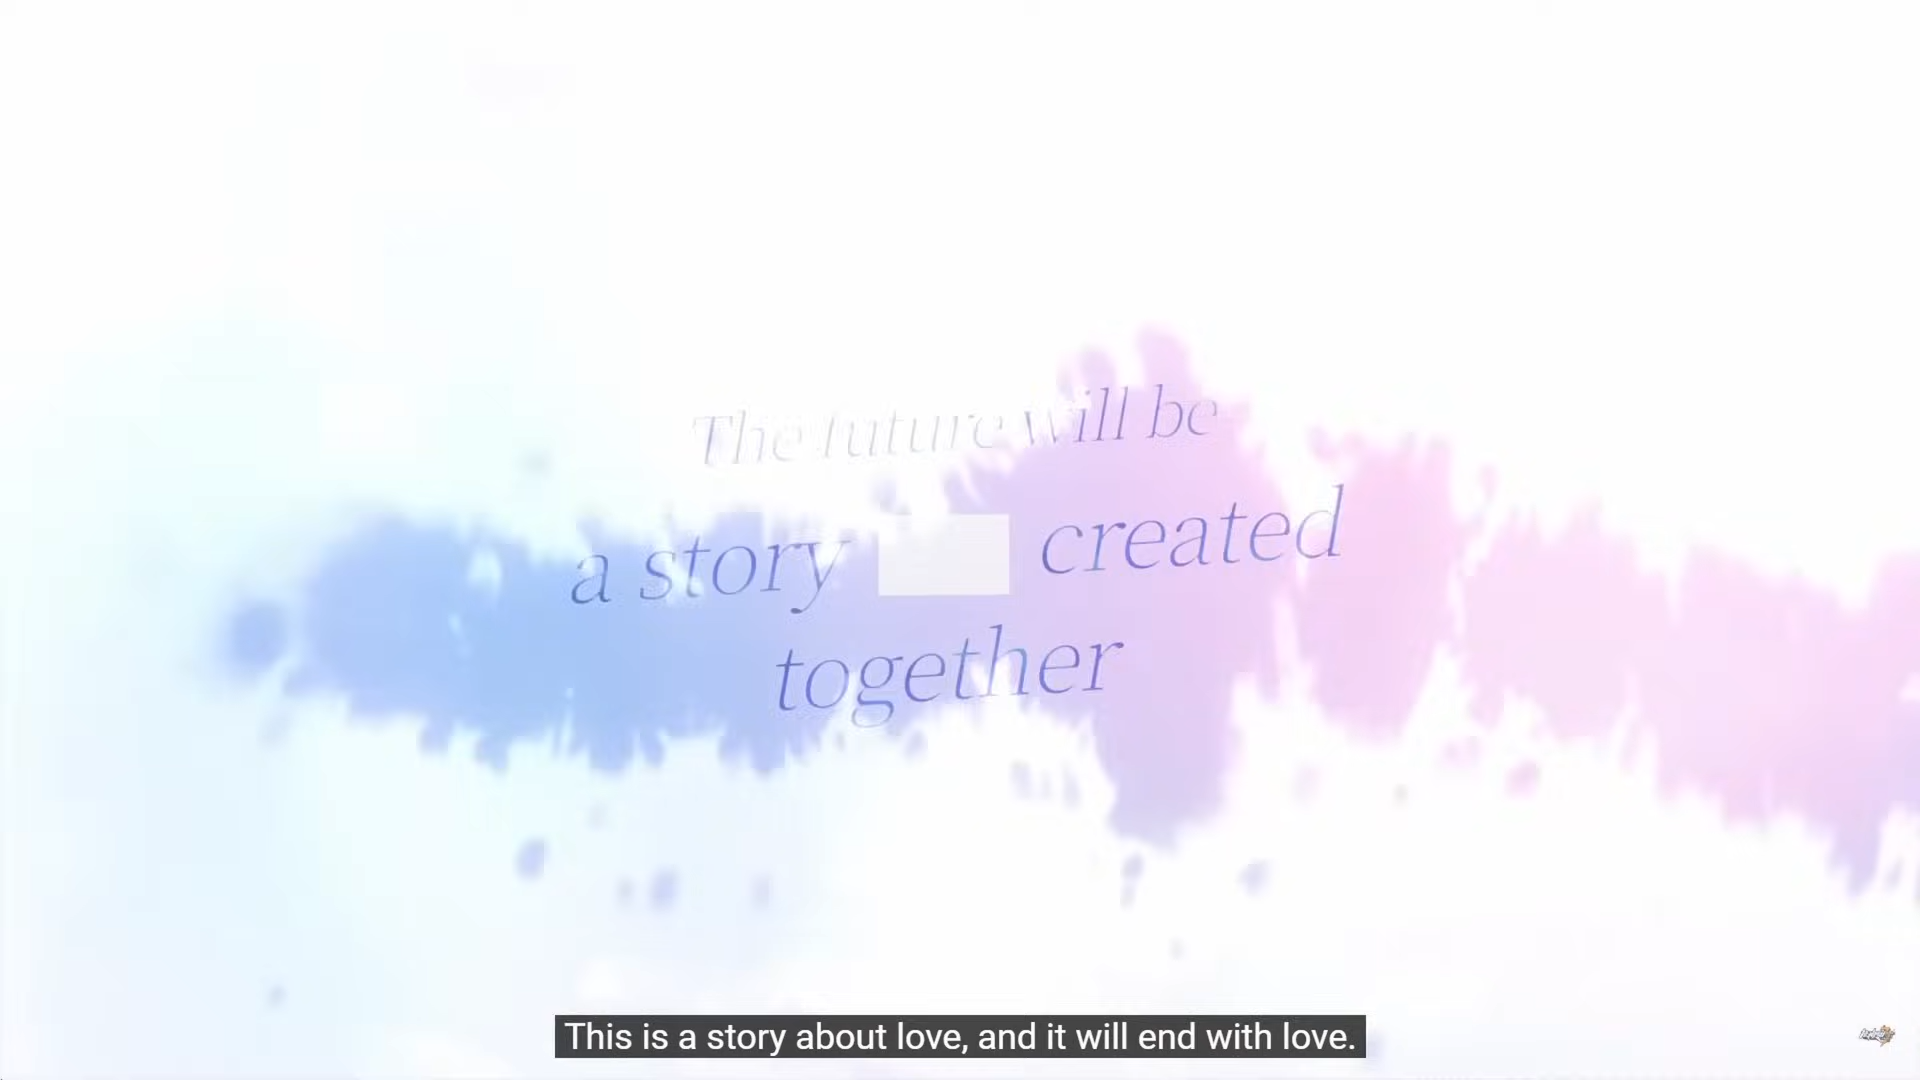 The future will be
a story created
together
This is a story about love, and it will end with love.